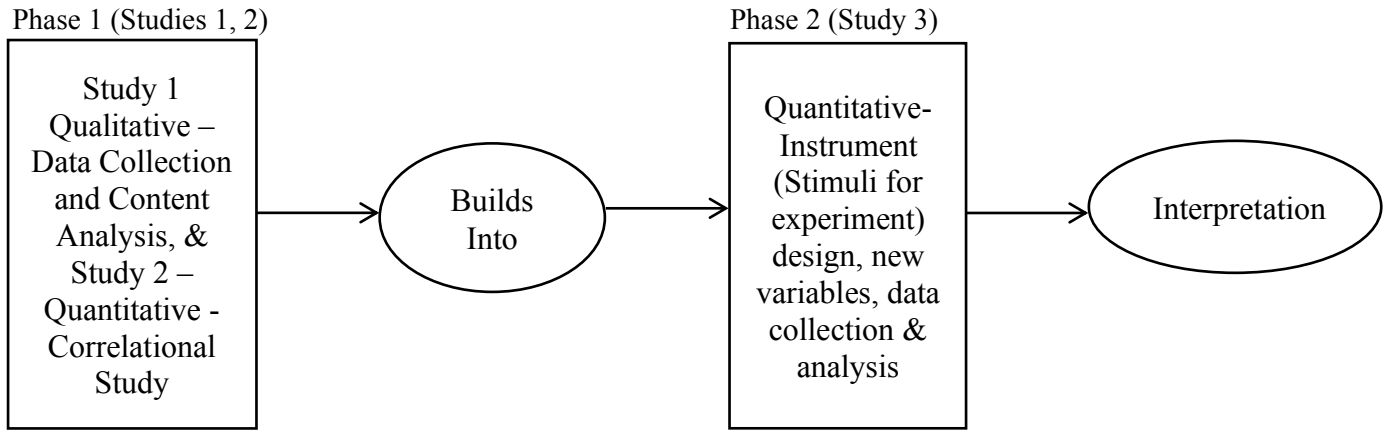 Phase 1 (Studies 1, 2)
Study 1
Qualitative –
Data Collection
and Content
Analysis, &
Study 2 –
Quantitative -
Correlational
Study
Builds
Into
Phase 2 (Study 3)
Quantitative-
Instrument
(Stimuli for
experiment)
design, new
variables, data
collection &
analysis
Interpretation